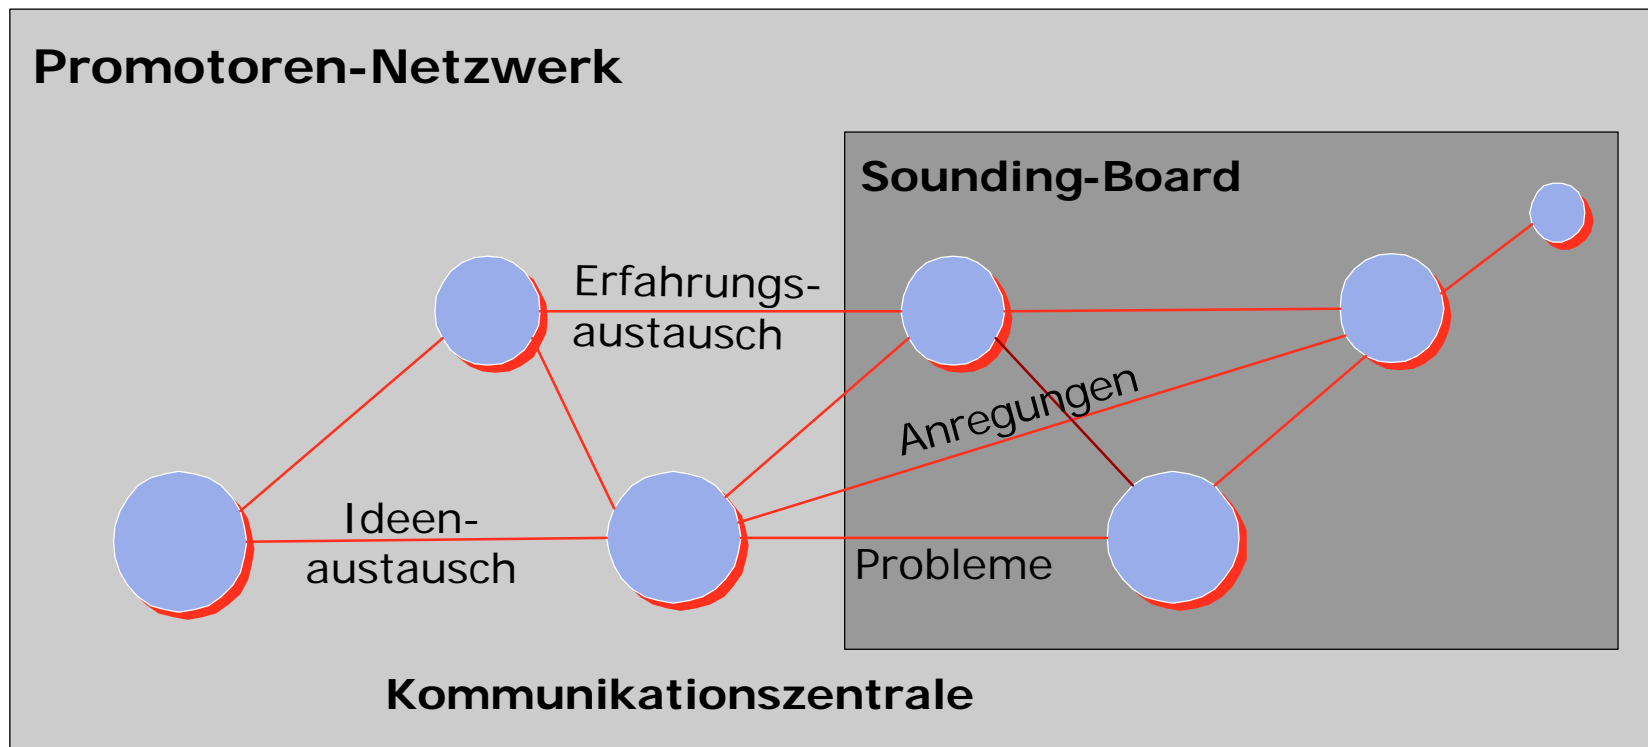 Promotoren-Netzwerk
Sounding-Board
Erfahrungs-
austausch
Anregungen
Ideen-
austausch
Probleme
Kommunikationszentrale